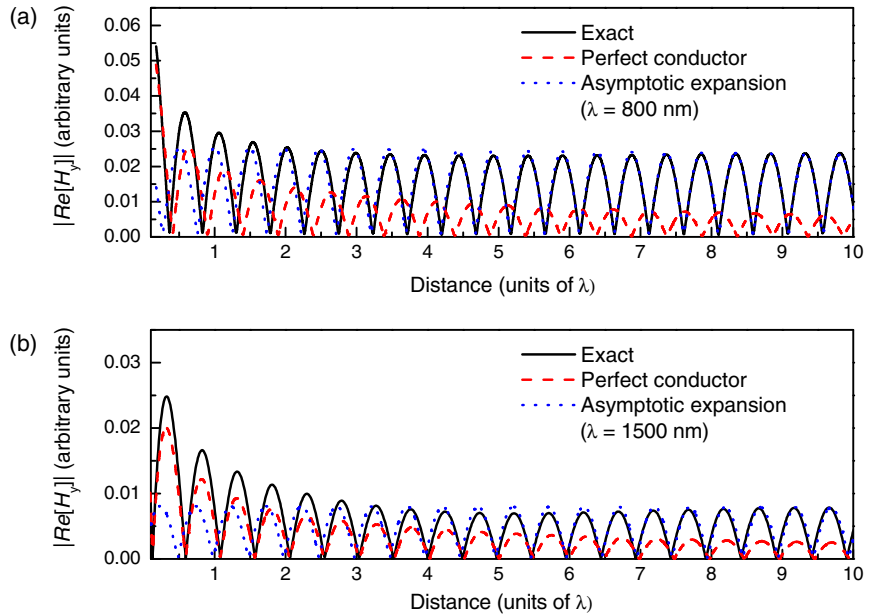 (a)
|Re[Hy]| (arbitrary units)
0.06
0.05
0.04
0.03
0.02
0.01
0.00
Exact
Perfect conductor
Asymptotic expansion
(λ = 800 nm)
1 2 3 4 5 6 7 8 9 10
Distance (units of λ)
(b)
|Re[Hy]| (arbitrary units)
0.03
0.02
0.01
0.00
Exact
Perfect conductor
Asymptotic expansion
(λ = 1500 nm)
1 2 3 4 5 6 7 8 9 10
Distance (units of λ)